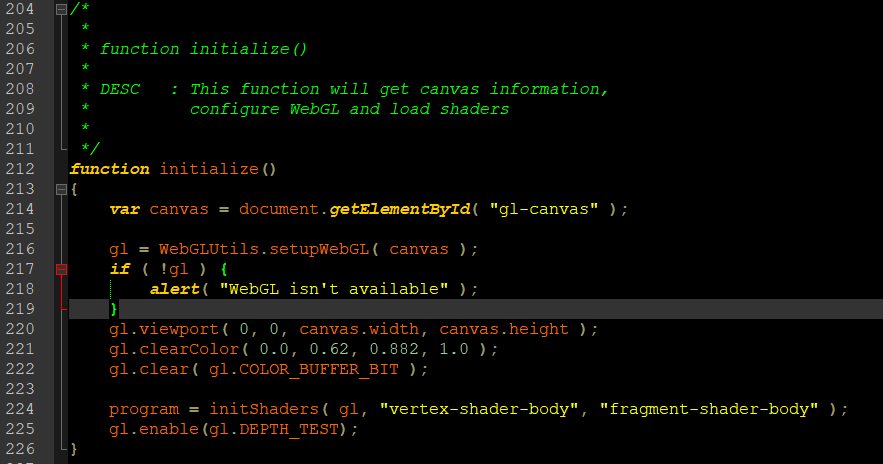 204 /*
205  *
206  * function initialize()
207  *
208  * DESC   : This function will get canvas information,
209  *          configure WebGL and load shaders
210  *
211  */
212 function initialize()
213 {
214     var canvas = document.getElementById( "gl-canvas" );
215
216     gl = WebGLUtils.setupWebGL( canvas );
217     if ( !gl ) {
218         alert( "WebGL isn't available" );
219     }
220     gl.viewport( 0, 0, canvas.width, canvas.height );
221     gl.clearColor( 0.0, 0.62, 0.882, 1.0 );
222     gl.clear( gl.COLOR_BUFFER_BIT );
223
224     program = initShaders( gl, "vertex-shader-body", "fragment-shader-body" );
225     gl.enable(gl.DEPTH_TEST);
226 }